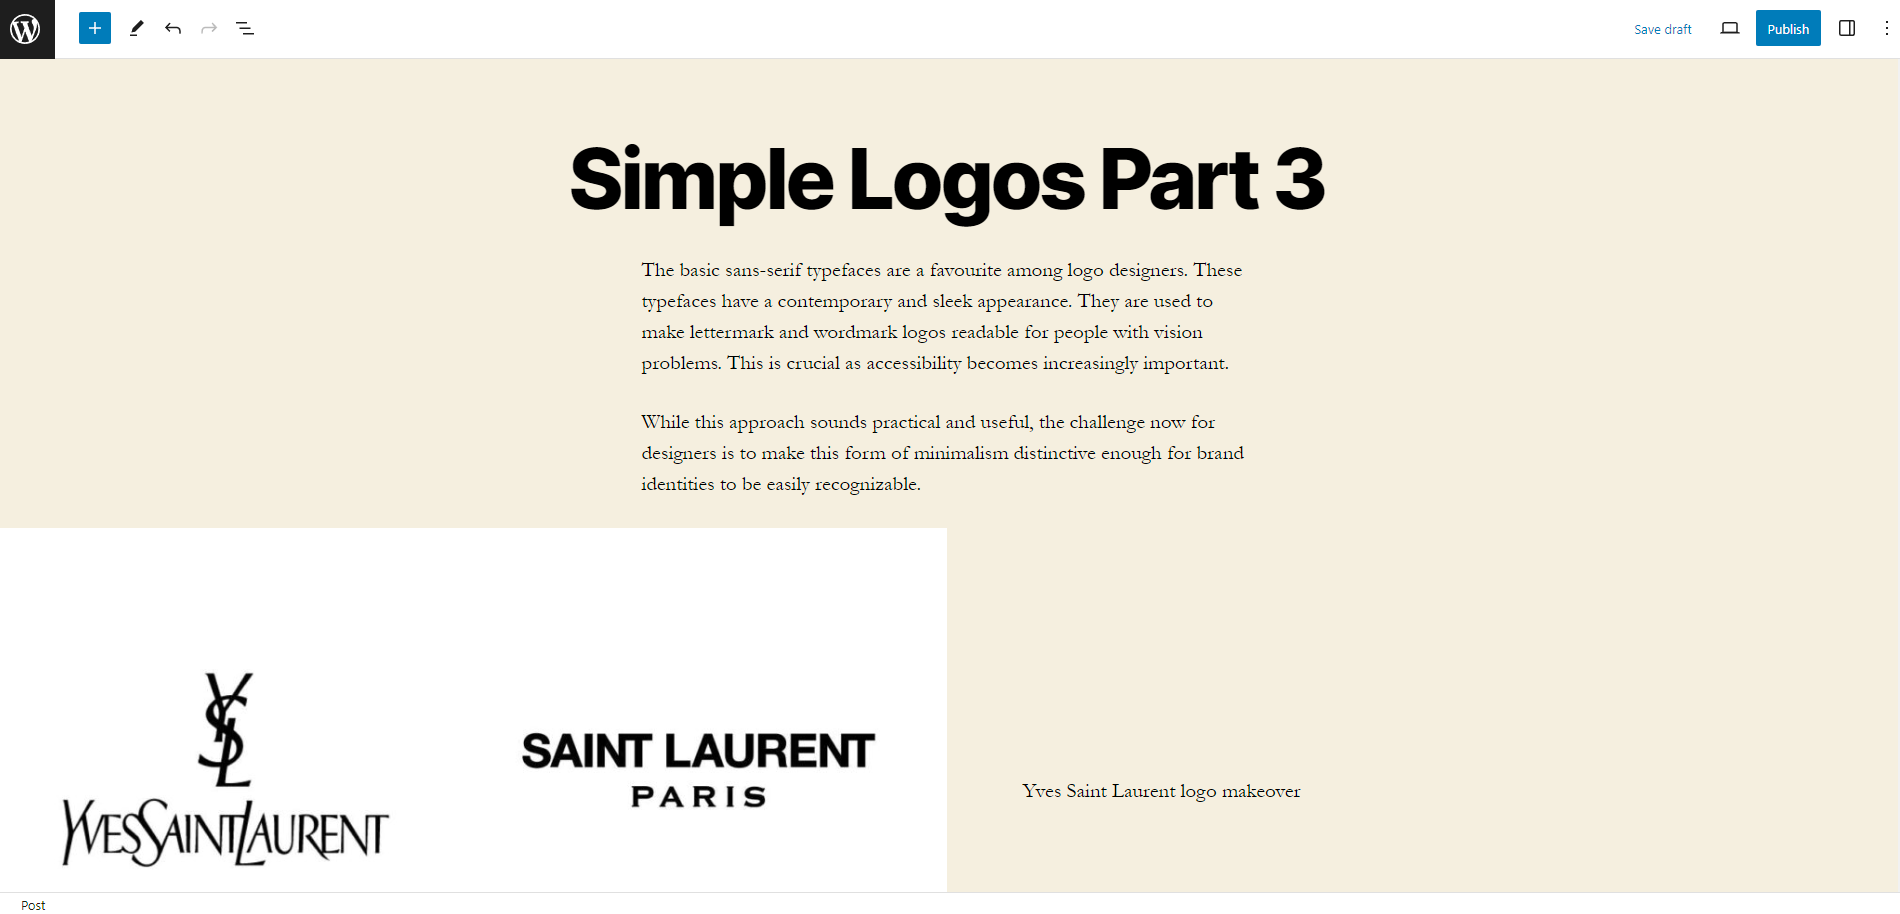 Save draft
Publish
Simple Logos Part 3
The basic sans-serif typefaces are a favourite among logo designers. These
typefaces have a contemporary and sleek appearance. They are used to
make lettermark and wordmark logos readable for people with vision
problems. This is crucial as accessibility becomes increasingly important.
While this approach sounds practical and useful, the challenge now for
designers is to make this form of minimalism distinctive enough for brand
identities to be easily recognizable.
YSL
YVESSAINTLAURENT
SAINT LAURENT
PARIS
Yves Saint Laurent logo makeover
Post